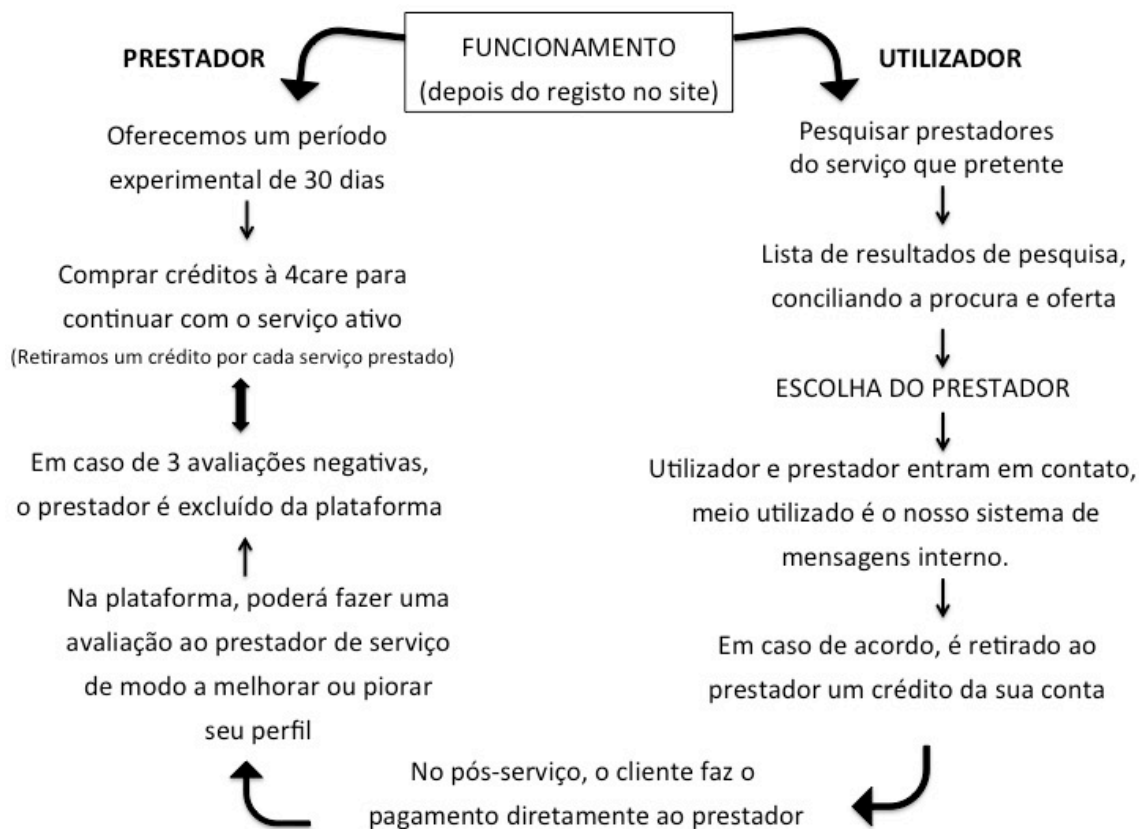 FUNCIONAMENTO
(depois do registo no site)
PRESTADOR
Oferecemos um período
experimental de 30 dias
Comprar créditos à 4care para
continuar com o serviço ativo
(Retiramos um crédito por cada serviço prestado)
Em caso de 3 avaliações negativas,
o prestador é excluído da plataforma
Na plataforma, poderá fazer uma
avaliação ao prestador de serviço
de modo a melhorar ou piorar
seu perfil
UTILIZADOR
Pesquisar prestadores
do serviço que pretente
Lista de resultados de pesquisa,
conciliando a procura e oferta
ESCOLHA DO PRESTADOR
Utilizador e prestador entram em contato,
meio utilizado é o nosso sistema de
mensagens interno.
Em caso de acordo, é retirado ao
prestador um crédito da sua conta
No pós-serviço, o cliente faz o
pagamento diretamente ao prestador